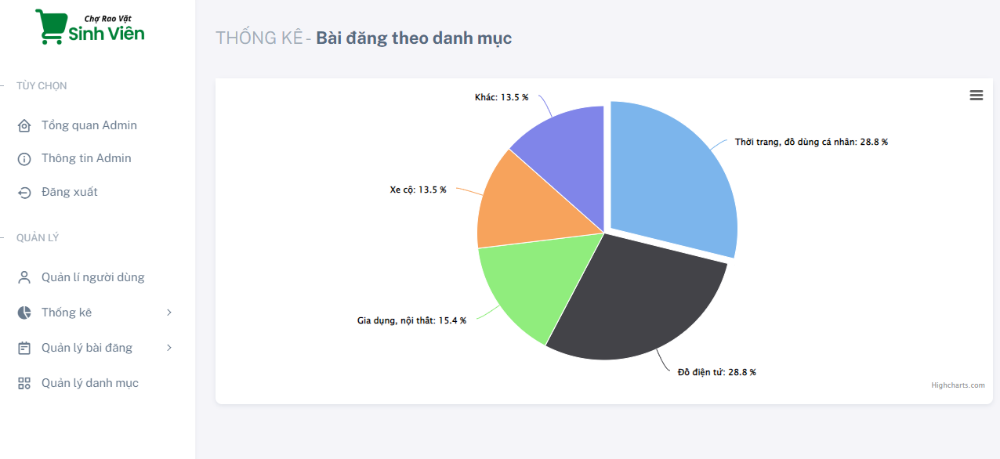 Chợ Rao Vặt
Sinh Viên
TÙY CHỌN
Tổng quan Admin
Thông tin Admin
Đăng xuất
QUẢN LÝ
Quản lí người dùng
Thống kê
Quản lý bài đăng
Quản lý danh mục
THỐNG KÊ - Bài đăng theo danh mục
Khác: 13.5 %
Thời trang, đồ dùng cá nhân: 28.8 %
Xe cộ: 13.5 %
Gia dụng, nội thất: 15.4 %
Đồ điện tử: 28.8 %
Highcharts.com